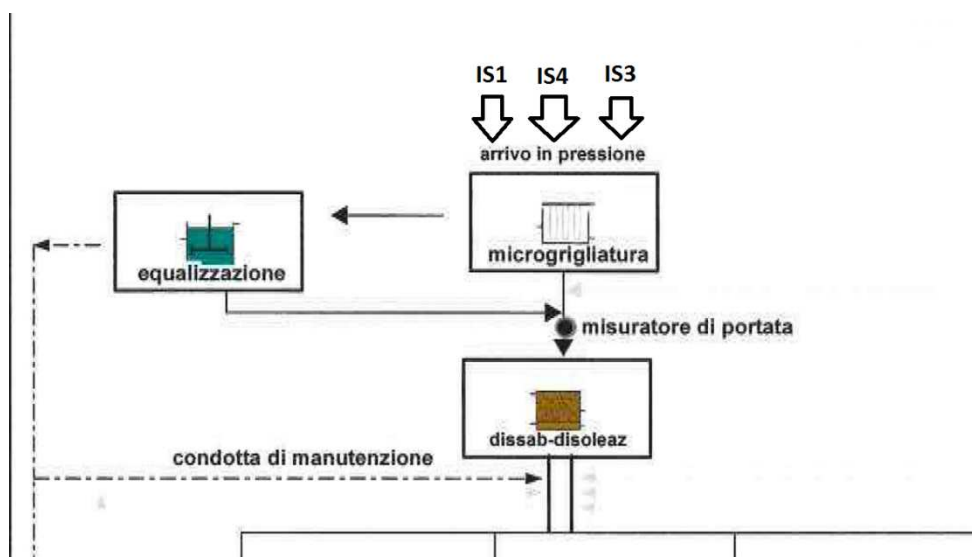 IS1 IS4 IS3
arrivo in pressione
microgrigliatura
equalizzazione
misuratore di portata
dissab-disoleaz
condotta di manutenzione